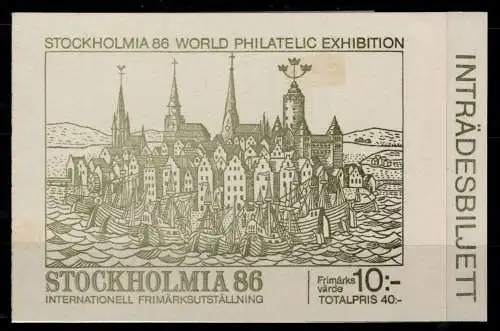 STOCKHOLMIA 86 WORLD PHILATELIC EXHIBITION
STOCKHOLMIA 86
INTERNATIONELL FRIMÄRKSUTSTÄLLNING
Frimärks
värde 10:-
TOTALPRIS 40:-
INTRÄDESBILJETT